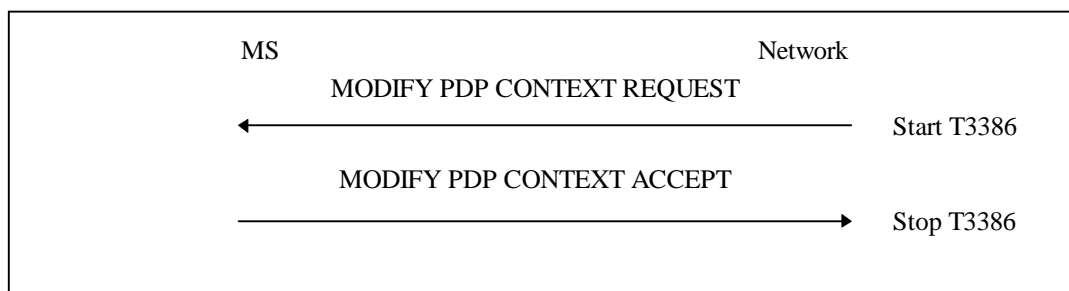 MS Network
MODIFY PDP CONTEXT REQUEST
Start T3386
MODIFY PDP CONTEXT ACCEPT
Stop T3386